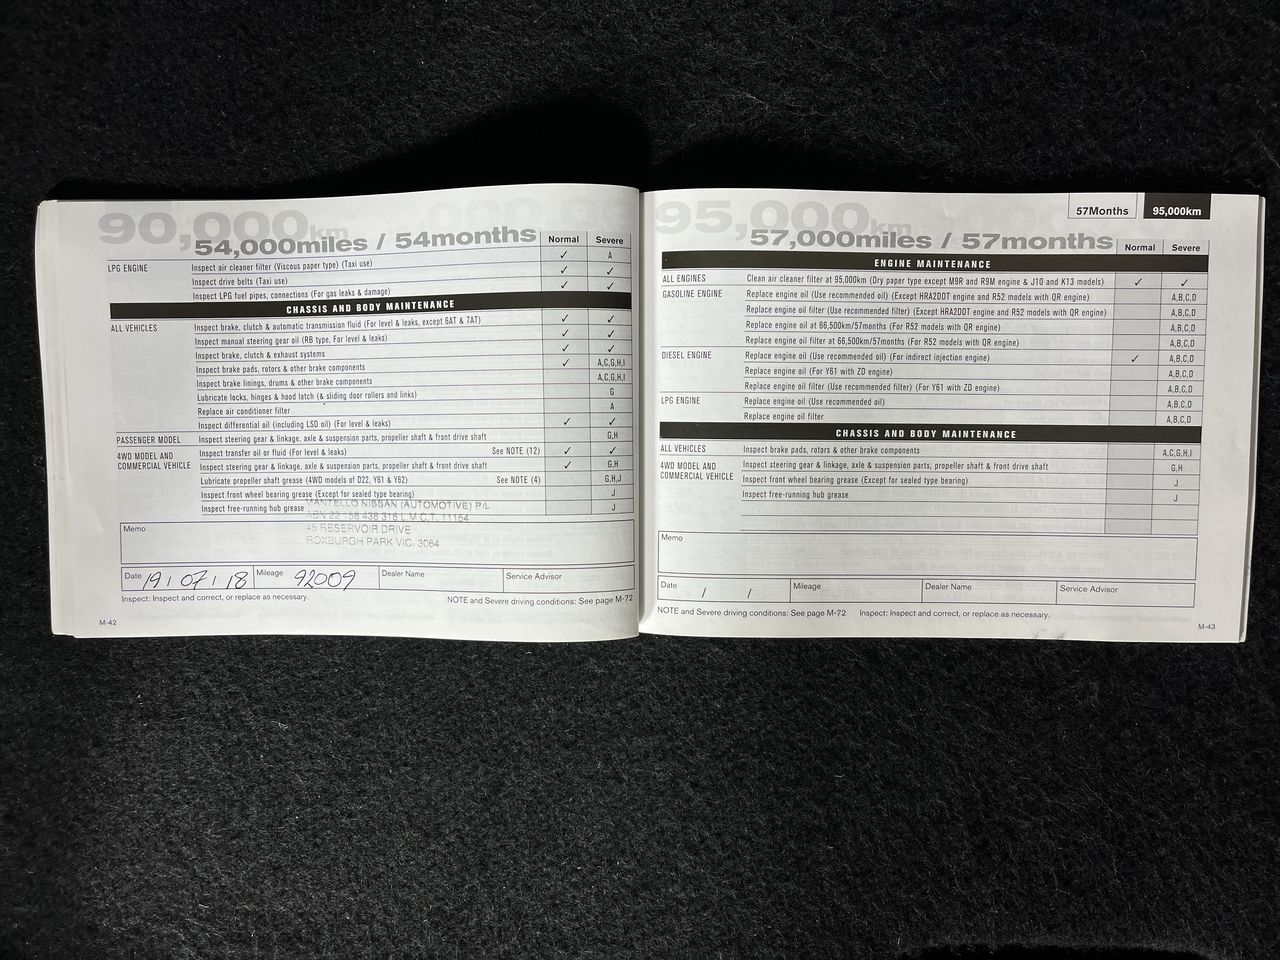 90,000km
54,000miles / 54months Normal Severe
LPG ENGINE Inspect air cleaner filter (Viscous paper type) (Taxi use) ✓ A
Inspect drive belts (Taxi use) ✓ ✓
Inspect LPG fuel pipes, connections (For gas leaks & damage) ✓ ✓
CHASSIS AND BODY MAINTENANCE
ALL VEHICLES Inspect brake, clutch & automatic transmission fluid (For level & leaks, except 6AT & 7AT) ✓ ✓
Inspect manual steering gear oil (RB type, For level & leaks) ✓ ✓
Inspect brake, clutch & exhaust systems ✓ ✓
Inspect brake pads, rotors & other brake components ✓ A,C,G,H,I
Inspect brake linings, drums & other brake components A,C,G,H,I
Lubricate locks, hinges & hood latch (& sliding door rollers and links) G
Replace air conditioner filter A
Inspect differential oil (including LSD oil) (For level & leaks) ✓ ✓
PASSENGER MODEL Inspect steering gear & linkage, axle & suspension parts, propeller shaft & front drive shaft G,H
4WD MODEL AND COMMERCIAL VEHICLE Inspect transfer oil or fluid (For level & leaks) See NOTE (12) ✓ ✓
Inspect steering gear & linkage, axle & suspension parts, propeller shaft & front drive shaft ✓ G,H
Lubricate propeller shaft grease (4WD models of D22, Y61 & Y62) See NOTE (4) G,H,J
Inspect front wheel bearing grease (Except for sealed type bearing) J
Inspect free-running hub grease J
MANTELLO NISSAN (AUTOMOTIVE) P/L
ABN 22 158 438 316 L.M.C.T. 11154
45 RESERVOIR DRIVE
ROXBURGH PARK VIC. 3064
Memo
Date 19 / 07 / 18 Mileage 92009 Dealer Name Service Advisor
Inspect: Inspect and correct, or replace as necessary. NOTE and Severe driving conditions: See page M-72
M-42
57Months 95,000km
95,000km
57,000miles / 57months Normal Severe
ENGINE MAINTENANCE
ALL ENGINES Clean air cleaner filter at 95,000km (Dry paper type except M9R and R9M engine & J10 and K13 models) ✓ ✓
GASOLINE ENGINE Replace engine oil (Use recommended oil) (Except HRA2DDT engine and R52 models with QR engine) A,B,C,D
Replace engine oil filter (Use recommended filter) (Except HRA2DDT engine and R52 models with QR engine) A,B,C,D
Replace engine oil at 66,500km/57months (For R52 models with QR engine) A,B,C,D
Replace engine oil filter at 66,500km/57months (For R52 models with QR engine) A,B,C,D
DIESEL ENGINE Replace engine oil (Use recommended oil) (For indirect injection engine) ✓ A,B,C,D
Replace engine oil (For Y61 with ZD engine) A,B,C,D
Replace engine oil filter (Use recommended filter) (For Y61 with ZD engine) A,B,C,D
LPG ENGINE Replace engine oil (Use recommended oil) A,B,C,D
Replace engine oil filter A,B,C,D
CHASSIS AND BODY MAINTENANCE
ALL VEHICLES Inspect brake pads, rotors & other brake components A,C,G,H,I
4WD MODEL AND COMMERCIAL VEHICLE Inspect steering gear & linkage, axle & suspension parts, propeller shaft & front drive shaft G,H
Inspect front wheel bearing grease (Except for sealed type bearing) J
Inspect free-running hub grease J
Memo
Date / / Mileage Dealer Name Service Advisor
NOTE and Severe driving conditions: See page M-72 Inspect: Inspect and correct, or replace as necessary.
M-43